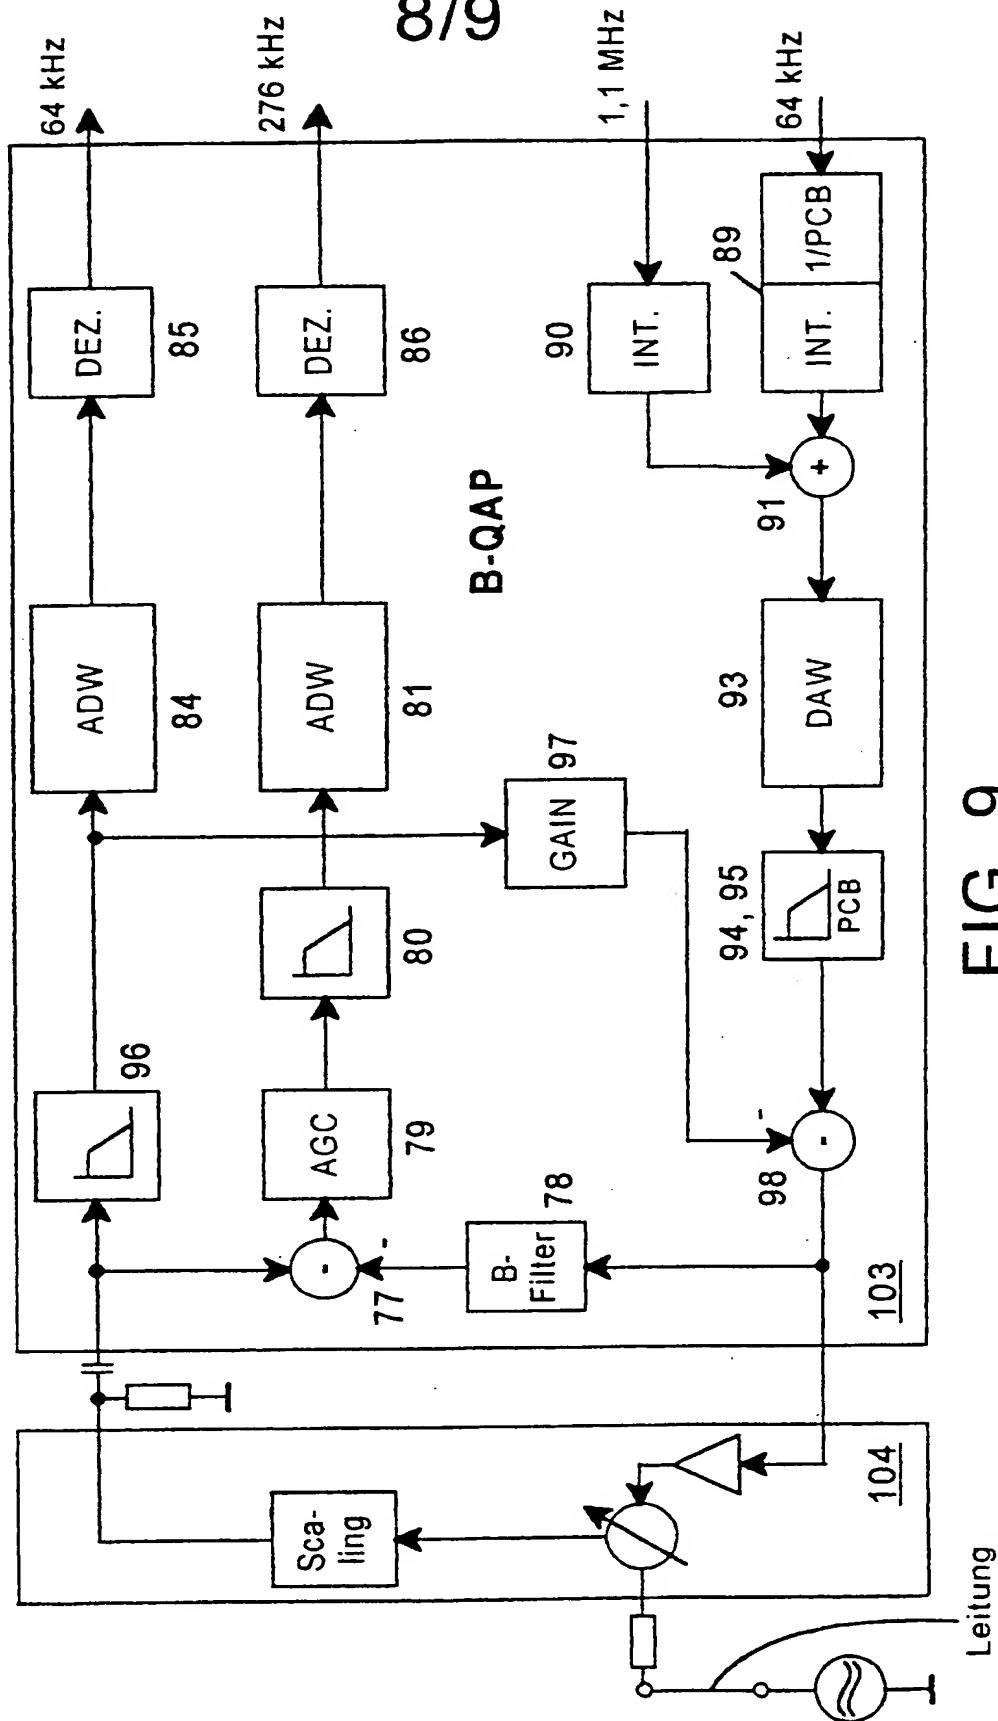 8/9
64 kHz
276 kHz
1,1 MHz
64 kHz
DEZ.
85
DEZ.
86
90
INT.
89
INT.
1/PCB
ADW
84
ADW
81
B-QAP
91
+
93
DAW
97
GAIN
80
94, 95
PCB
96
AGC
79
-
-
98
-
77
-
B-
Filter
78
103
Sca-
ling
104
Leitung
FIG 9